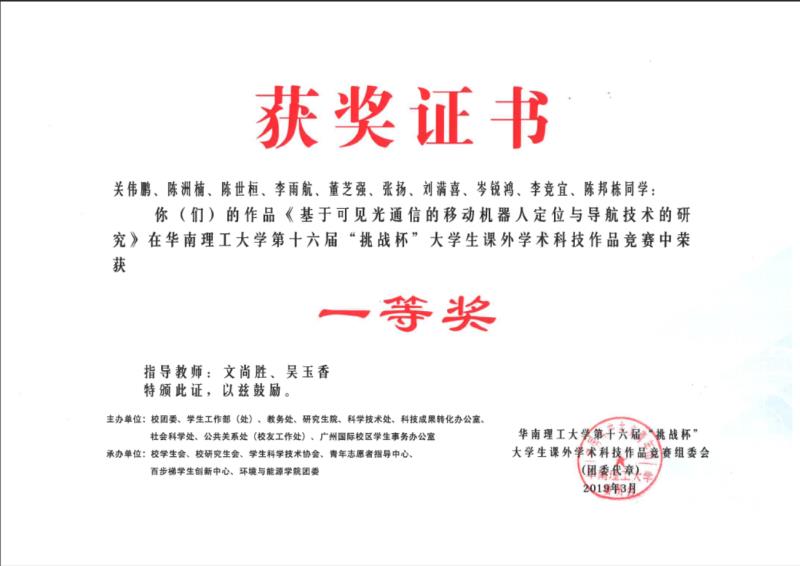 获奖证书
关伟鹏、陈洲楠、陈世桓、李雨航、董芝强、张扬、刘满喜、岑锐鸿、李竞宜、陈邦栋同学：
你（们）的作品《基于可见光通信的移动机器人定位与导航技术的研
究》在华南理工大学第十六届“挑战杯”大学生课外学术科技作品竞赛中荣
获
一等奖
指导教师：文尚胜、吴玉香
特颁此证，以兹鼓励。
主办单位：校团委、学生工作部（处）、教务处、研究生院、科学技术处、科技成果转化办公室、
社会科学处、公共关系处（校友工作处）、广州国际校区学生事务办公室
承办单位：校学生会、校研究生会、学生科学技术协会、青年志愿者指导中心、
百步梯学生创新中心、环境与能源学院团委
华南理工大学第十六届“挑战杯”
大学生课外学术科技作品竞赛组委会
(团委代章)
2019年3月
华南理工大学